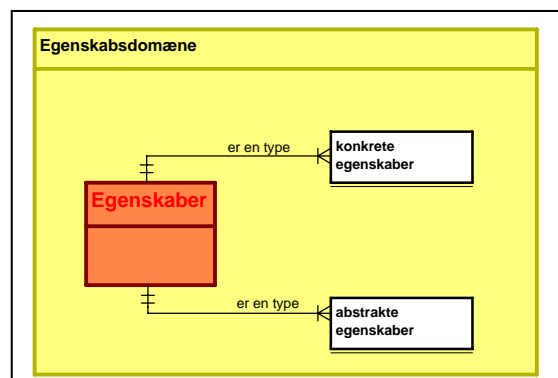 Egenskabsdomæne
er en type
konkrete
egenskaber
Egenskaber
er en type
abstrakte
egenskaber